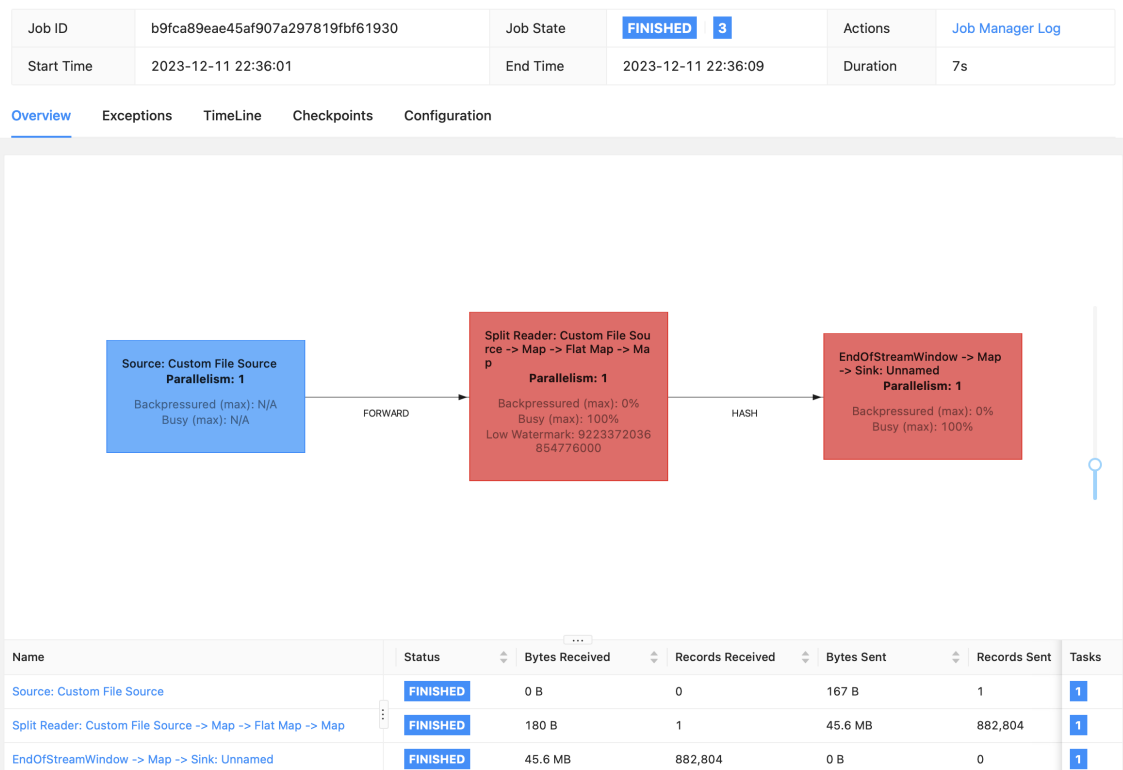 Job ID b9fca89eae45af907a297819fbf61930 Job State FINISHED 3 Actions Job Manager Log
Start Time 2023-12-11 22:36:01 End Time 2023-12-11 22:36:09 Duration 7s
Overview Exceptions TimeLine Checkpoints Configuration
Source: Custom File Source
Parallelism: 1
Backpressured (max): N/A
Busy (max): N/A
FORWARD
Split Reader: Custom File Sou
rce -> Map -> Flat Map -> Ma
p
Parallelism: 1
Backpressured (max): 0%
Busy (max): 100%
Low Watermark: 9223372036
854776000
HASH
EndOfStreamWindow -> Map
-> Sink: Unnamed
Parallelism: 1
Backpressured (max): 0%
Busy (max): 100%
Name Status Bytes Received Records Received Bytes Sent Records Sent Tasks
Source: Custom File Source FINISHED 0 B 0 167 B 1 1
Split Reader: Custom File Source -> Map -> Flat Map -> Map FINISHED 180 B 1 45.6 MB 882,804 1
EndOfStreamWindow -> Map -> Sink: Unnamed FINISHED 45.6 MB 882,804 0 B 0 1